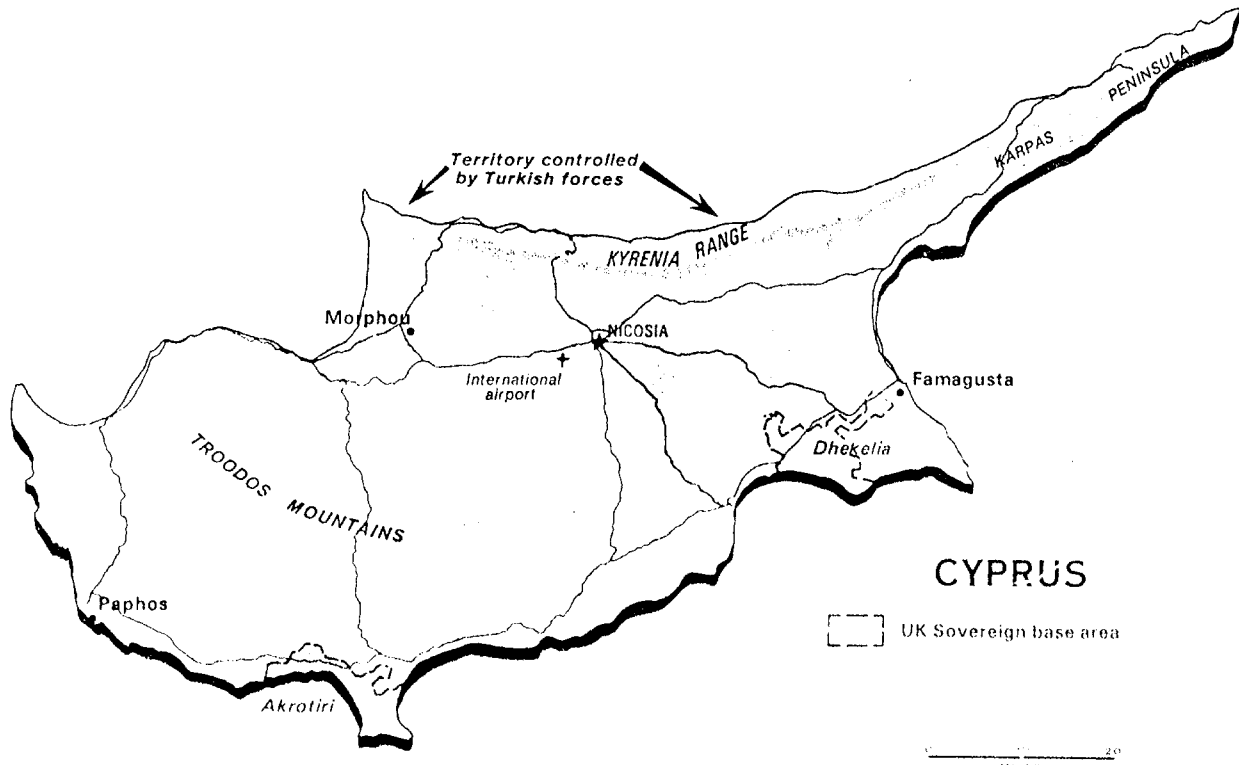 PENINSULA
KARPAS
Territory controlled
by Turkish forces
KYRENIA RANGE
Morphou
NICOSIA
International
airport
Famagusta
Dhekelia
TROODOS MOUNTAINS
CYPRUS
Paphos
UK Sovereign base area
Akrotiri
0 20